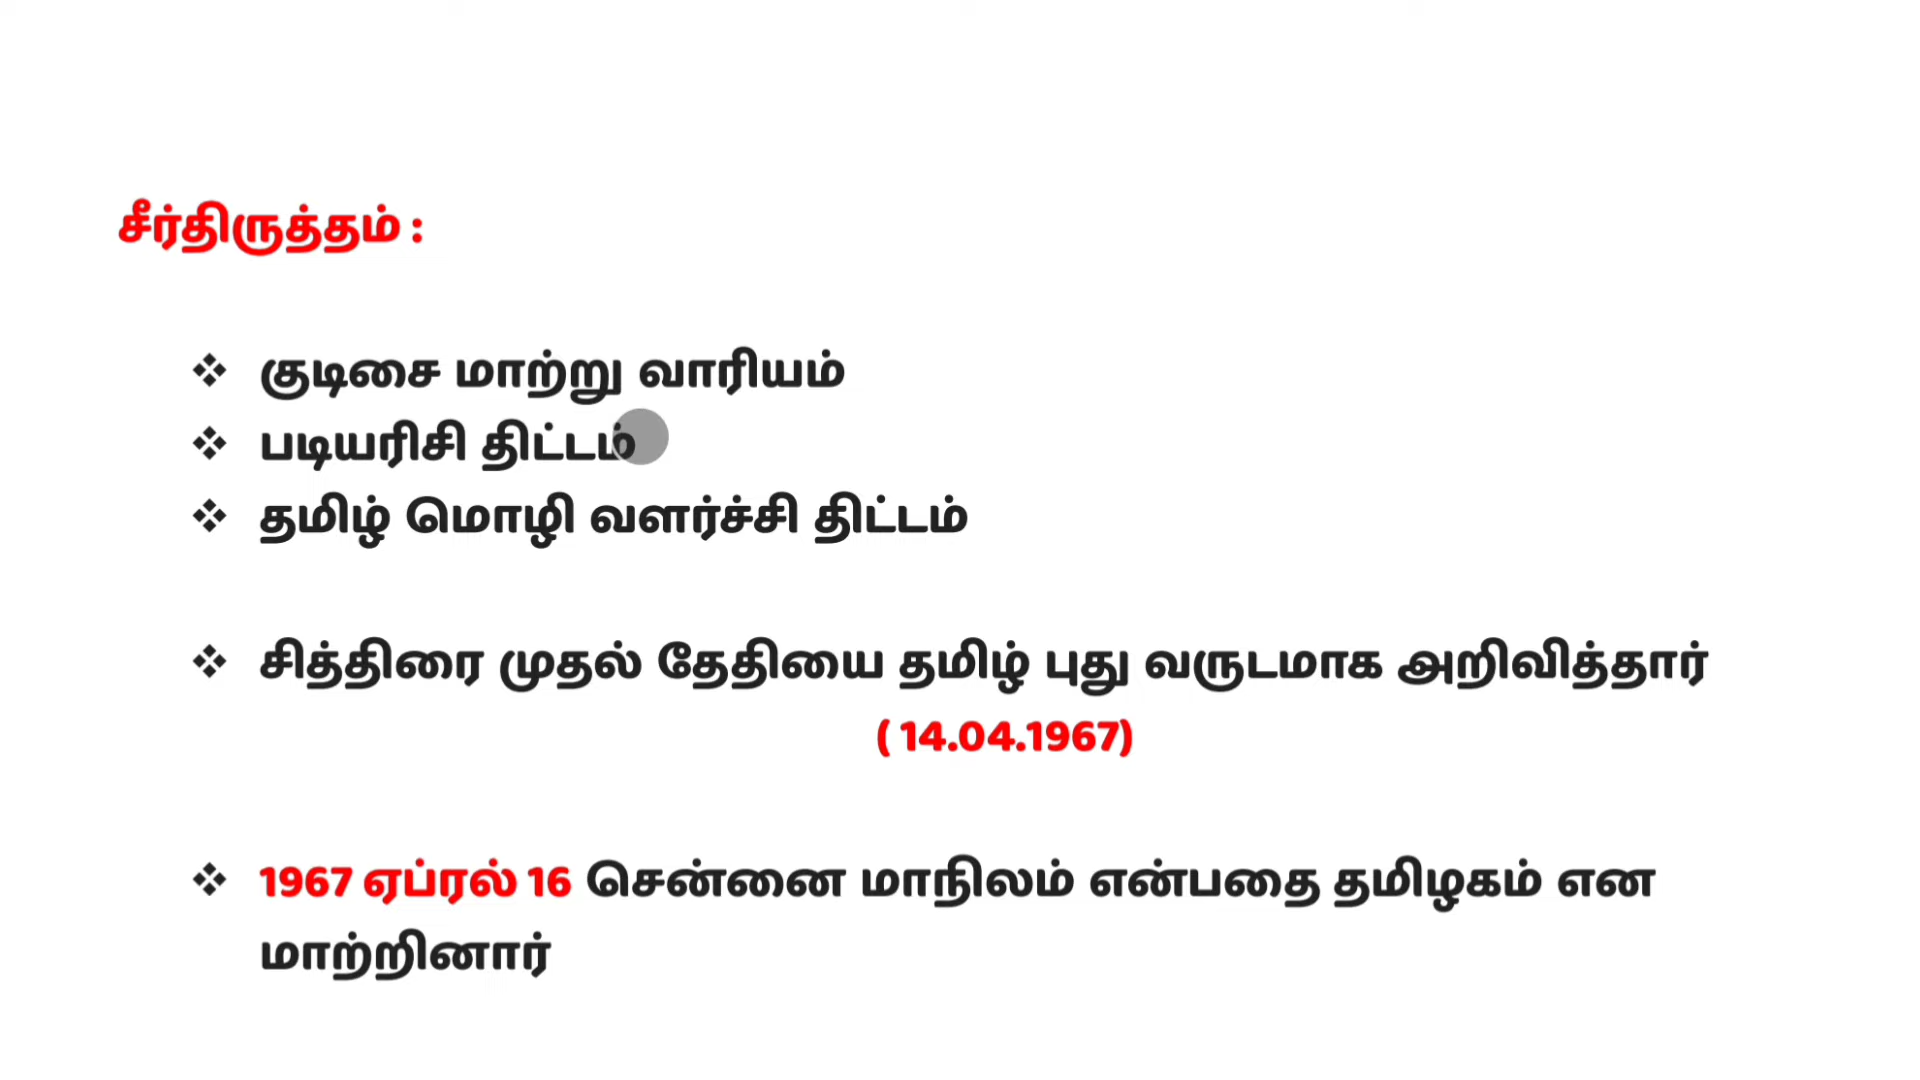 சீர்திருத்தம் :
❖ குடிசை மாற்று வாரியம்
❖ படியரிசி திட்டம்
❖ தமிழ் மொழி வளர்ச்சி திட்டம்
❖ சித்திரை முதல் தேதியை தமிழ் புது வருடமாக அறிவித்தார்
( 14.04.1967)
❖ 1967 ஏப்ரல் 16 சென்னை மாநிலம் என்பதை தமிழகம் என
மாற்றினார்